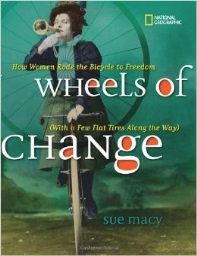 NATIONAL
GEOGRAPHIC
How Women Rode the Bicycle to Freedom
WHEELS OF
(With a Few Flat Tires Along the Way)
CHANGE
sue macy